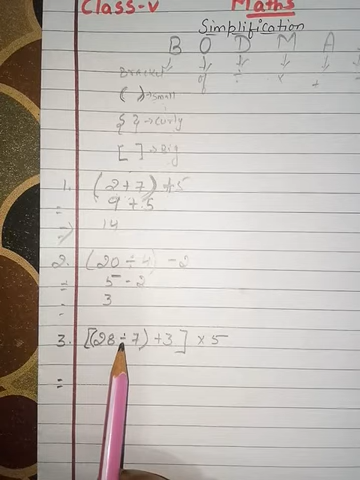 Class-v Maths
Simplification
B O D M A
Bracket of ÷ × +
( ) → small
{ } → curly
[ ] → Big
1. (2+7) + 5
= 9 + 5
=> 14
2. (20 ÷ 4) - 2
= 5 - 2
= 3
3. [(28 ÷ 7) + 3] × 5
=